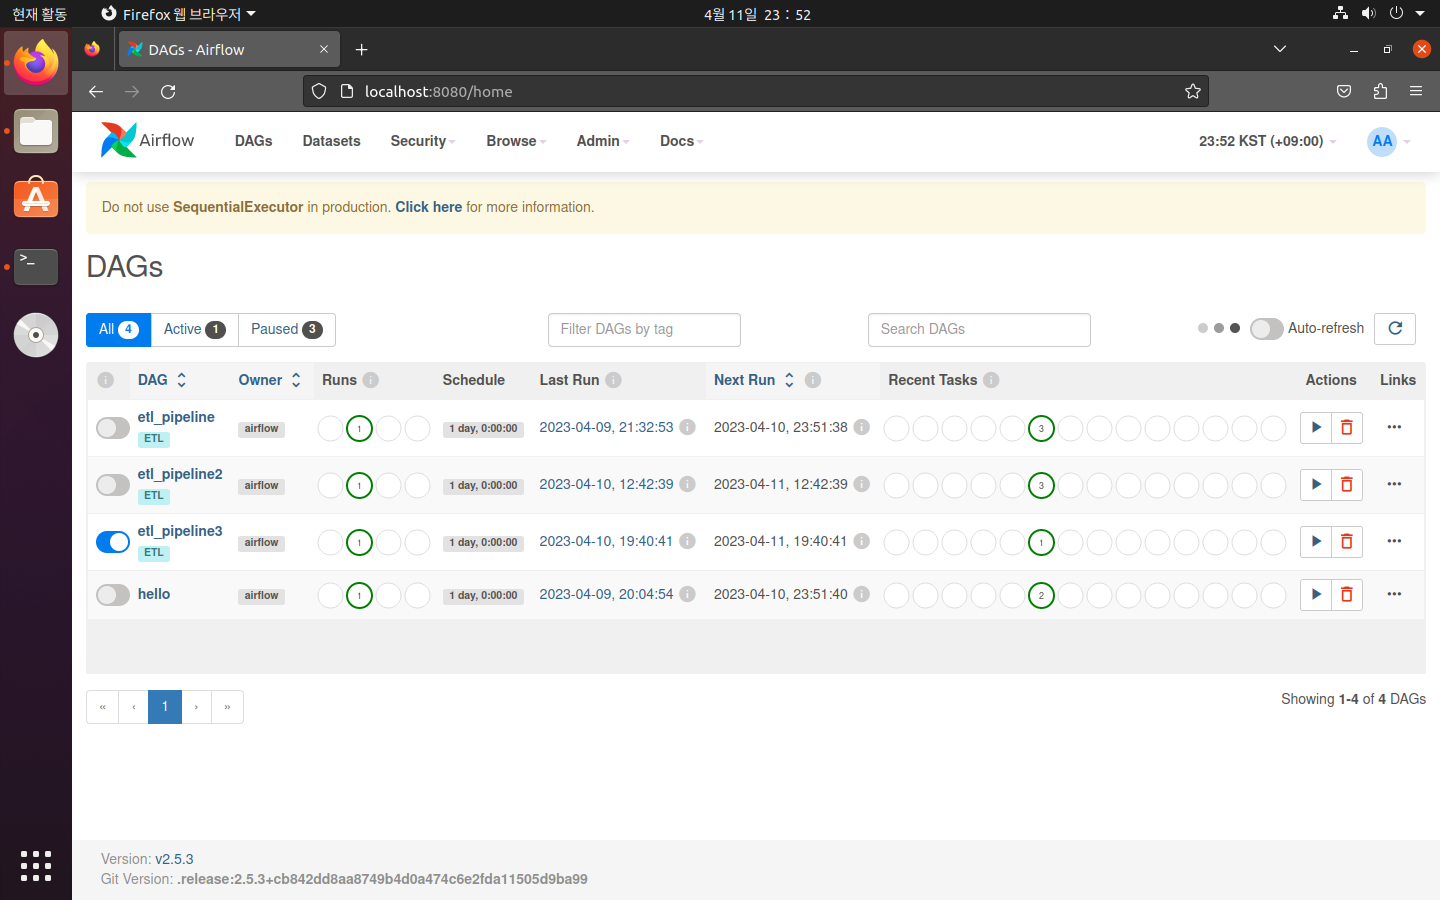 현재 활동 Firefox 웹 브라우저 4월 11일 23 : 52
DAGs - Airflow
localhost:8080/home
Airflow DAGs Datasets Security Browse Admin Docs 23:52 KST (+09:00) AA
Do not use SequentialExecutor in production. Click here for more information.
DAGs
All 4 Active 1 Paused 3 Filter DAGs by tag Search DAGs Auto-refresh
DAG Owner Runs Schedule Last Run Next Run Recent Tasks Actions Links
etl_pipeline
ETL airflow 1 1 day, 0:00:00 2023-04-09, 21:32:53 2023-04-10, 23:51:38 3
etl_pipeline2
ETL airflow 1 1 day, 0:00:00 2023-04-10, 12:42:39 2023-04-11, 12:42:39 3
etl_pipeline3
ETL airflow 1 1 day, 0:00:00 2023-04-10, 19:40:41 2023-04-11, 19:40:41 1
hello airflow 1 1 day, 0:00:00 2023-04-09, 20:04:54 2023-04-10, 23:51:40 2
« ‹ 1 › » Showing 1-4 of 4 DAGs
Version: v2.5.3
Git Version: .release:2.5.3+cb842dd8aa8749b4d0a474c6e2fda11505d9ba99